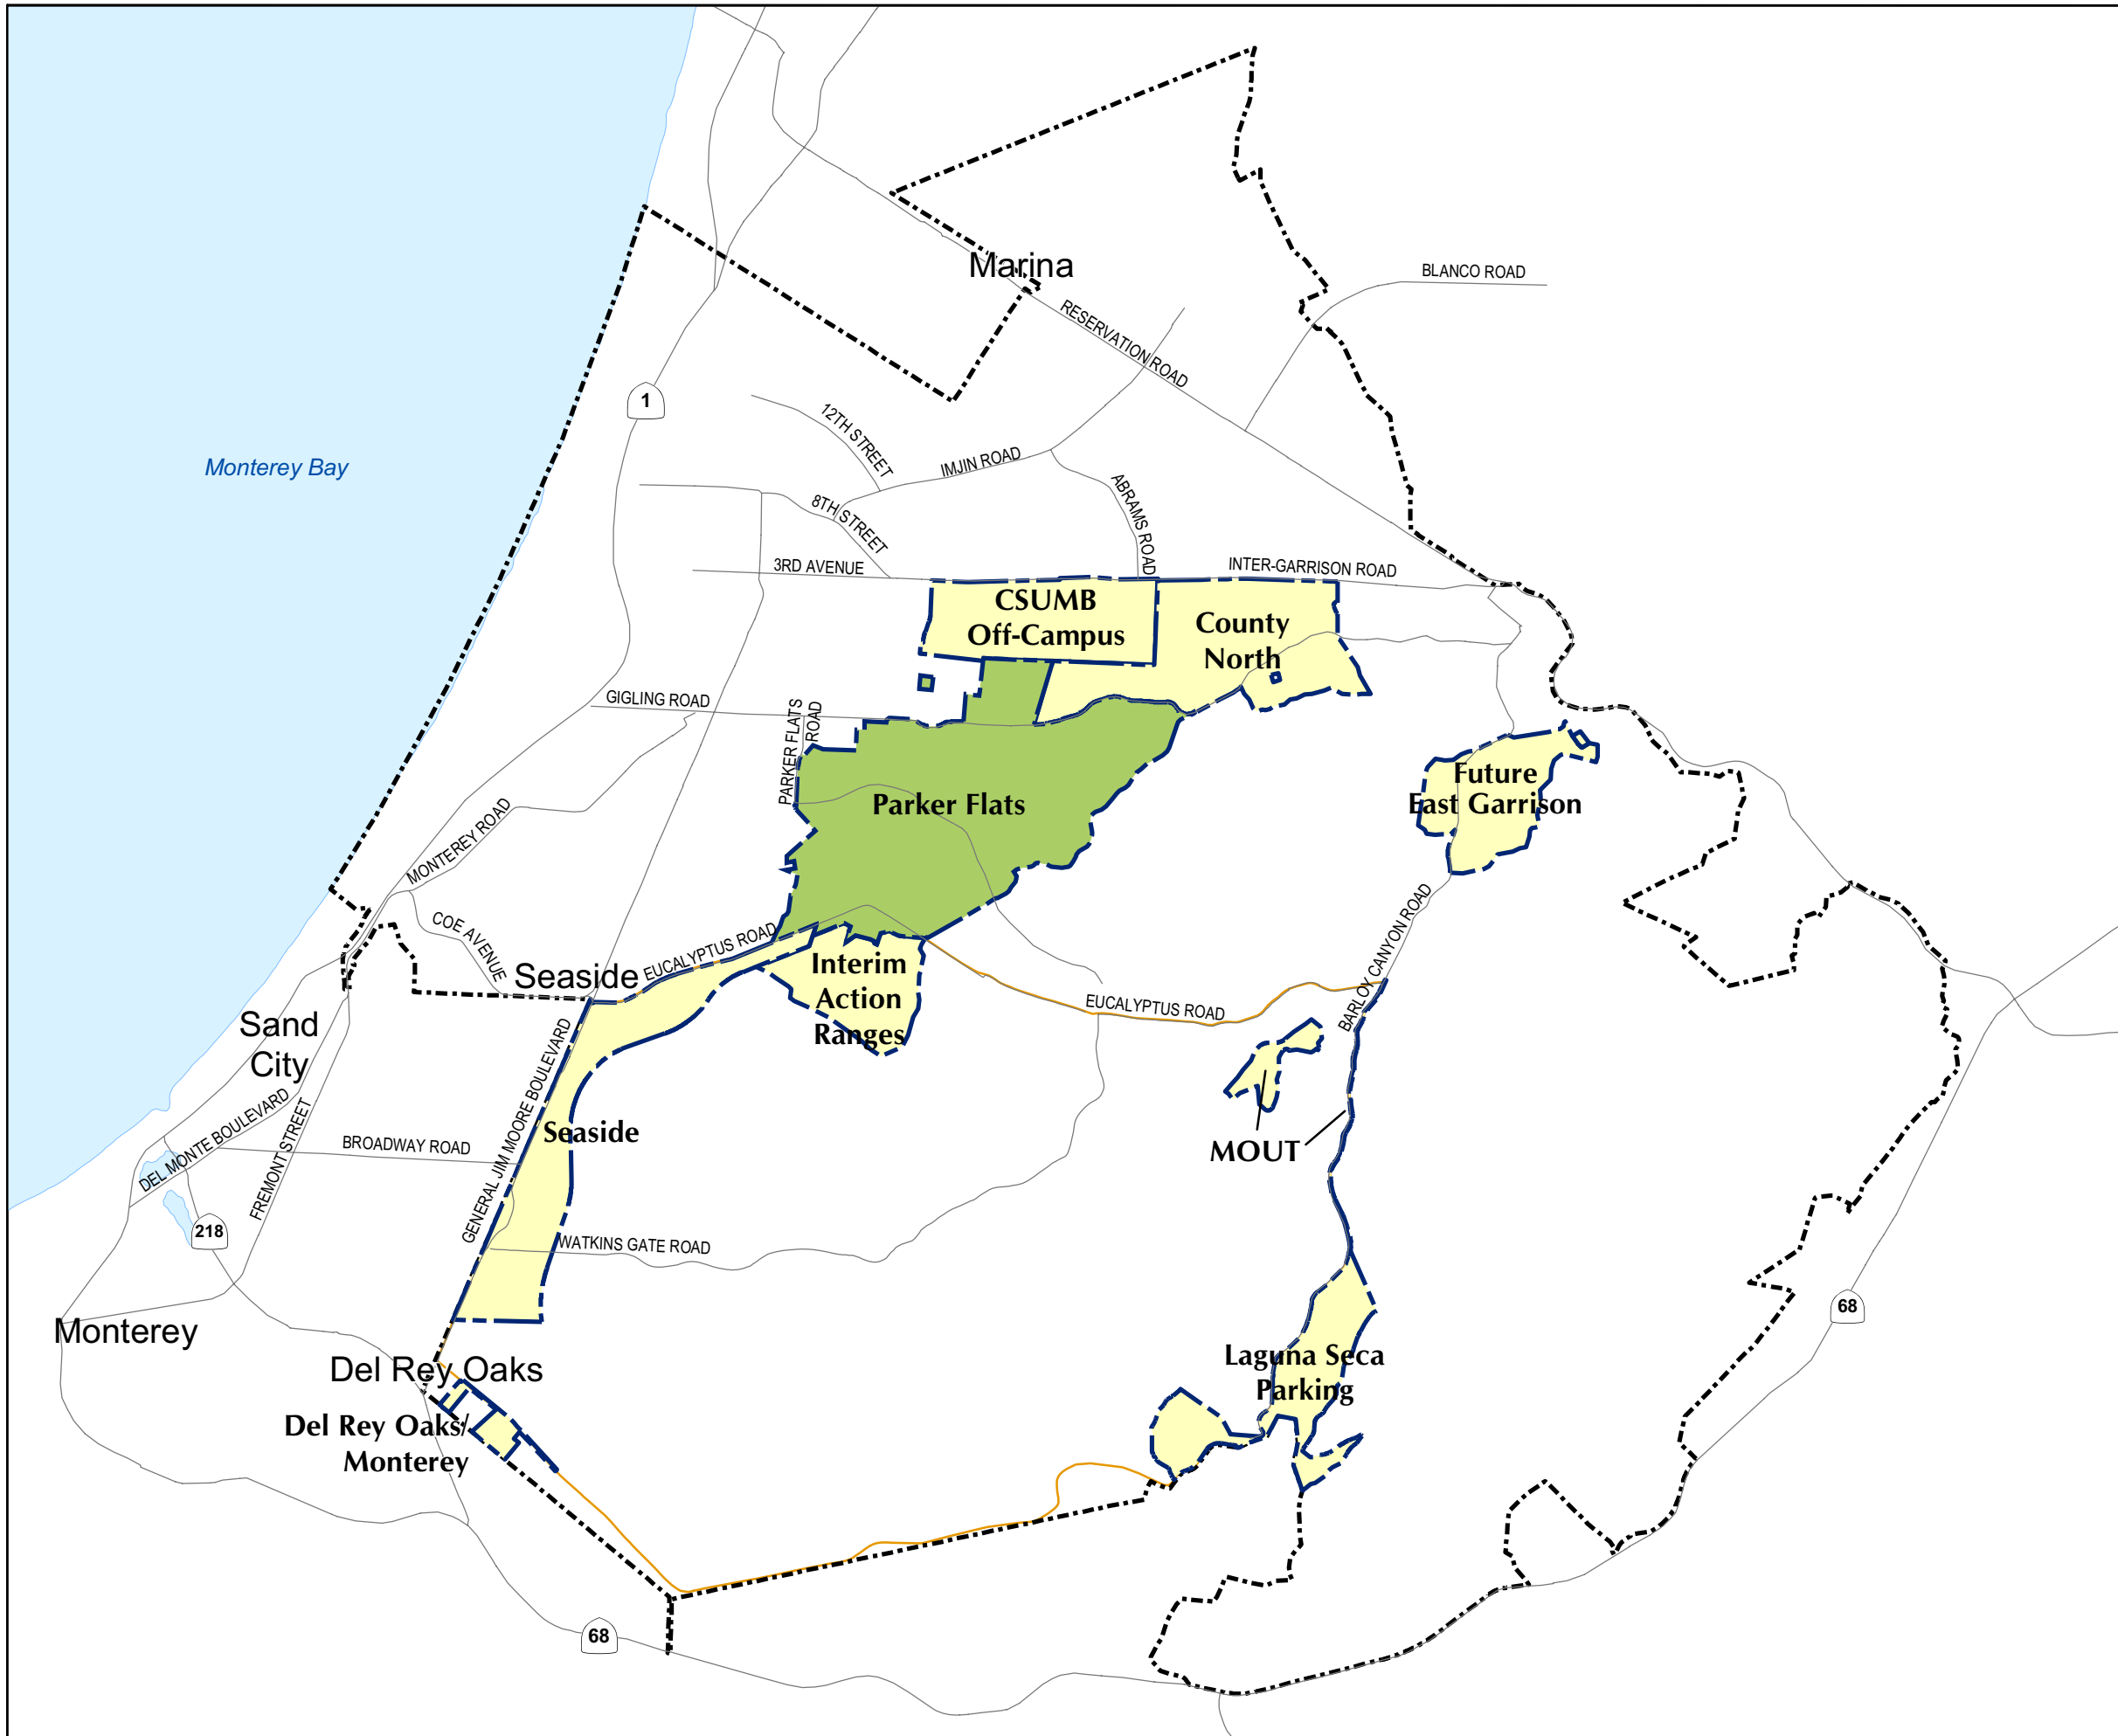 Marina
BLANCO ROAD
RESERVATION ROAD
1
Monterey Bay
12TH STREET
IMJIN ROAD
8TH STREET
ABRAMS ROAD
3RD AVENUE
INTER-GARRISON ROAD
CSUMB
Off-Campus
County
North
GIGLING ROAD
PARKER FLATS
ROAD
Parker Flats
Future
East Garrison
MONTEREY ROAD
COE AVENUE
Seaside
EUCALYPTUS ROAD
Interim
Action
Ranges
EUCALYPTUS ROAD
BARLOY CANYON ROAD
Sand
City
GENERAL JIM MOORE BOULEVARD
DEL MONTE BOULEVARD
FREMONT STREET
BROADWAY ROAD
Seaside
MOUT
218
WATKINS GATE ROAD
68
Monterey
Del Rey Oaks
Laguna Seca
Parking
Del Rey Oaks/
Monterey
68